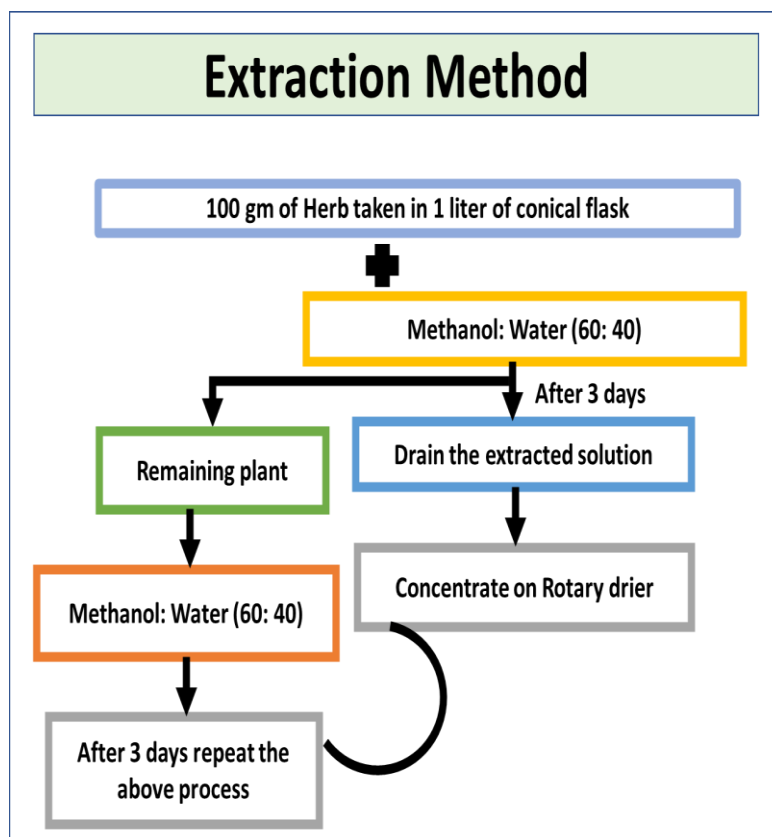 Extraction Method
100 gm of Herb taken in 1 liter of conical flask
Methanol: Water (60: 40)
After 3 days
Remaining plant
Drain the extracted solution
Methanol: Water (60: 40)
Concentrate on Rotary drier
After 3 days repeat the
above process